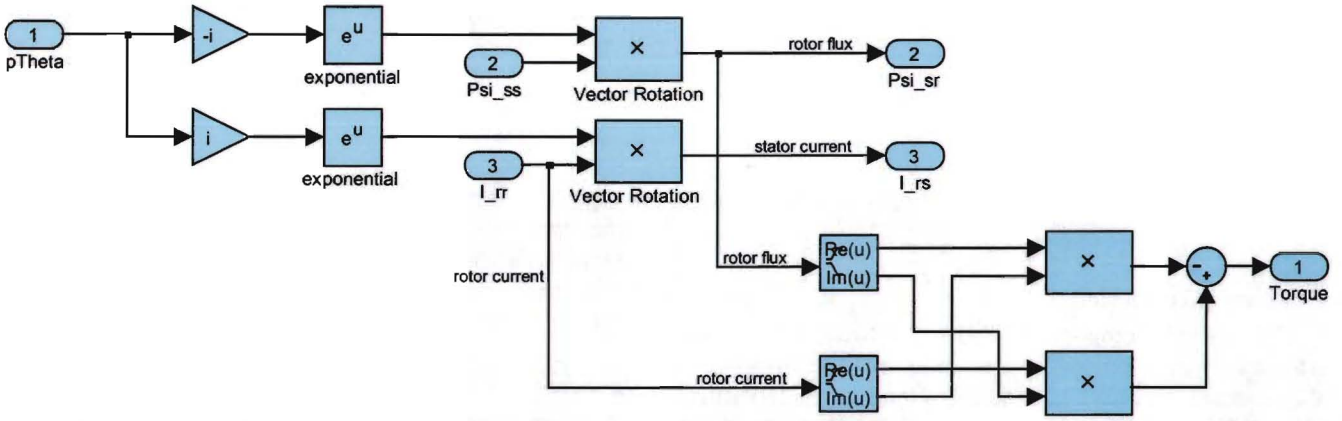 1
pTheta
-i
e^u
exponential
2
Psi_ss
×
Vector Rotation
rotor flux
2
Psi_sr
i
e^u
exponential
3
I_rr
×
Vector Rotation
stator current
3
I_rs
rotor current
rotor flux
Re(u)
Im(u)
×
-
+
1
Torque
rotor current
Re(u)
Im(u)
×